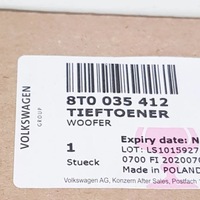 VOLKSWAGEN
GROUP
8T0 035 412
TIEFTOENER
WOOFER
Expiry date: N
1
Stueck
LOT: LS1015927
0700 FI 2020070
Made in POLAND
Volkswagen AG, Konzern After Sales, Postfach